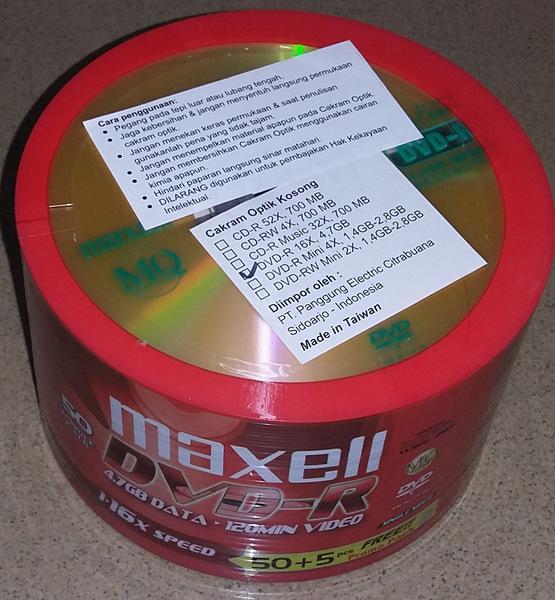 Cara penggunaan:
• Pegang pada tepi luar atau lubang tengah.
• Jaga kebersihan & jangan menyentuh langsung permukaan
cakram optik.
• Jangan menekan keras permukaan & saat penulisan
gunakanlah pena yang tidak tajam.
• Jangan menempelkan material apapun pada Cakram Optik.
• Jangan membersihkan Cakram Optik menggunakan cairan
kimia apapun.
• Hindari paparan langsung sinar matahari.
• DILARANG digunakan untuk pembajakan Hak Kekayaan
Intelektual.
DVD-R
maxell
MQ
Cakram Optik Kosong
CD-R 52X, 700 MB
CD-RW 4X, 700 MB
CD-R Music 32X, 700 MB
DVD-R 16X, 4,7GB
DVD-R Mini 4X, 1,4GB-2,8GB
DVD-RW Mini 2X, 1,4GB-2,8GB
Diimpor oleh :
PT. Panggung Electric Citrabuana
Sidoarjo - Indonesia
Made in Taiwan
DVD
50
maxell
DVD-R
4.7GB DATA • 120MIN VIDEO
1-16X SPEED
MQ
DVD
50+5 pcs FREE!!
Promo Pack